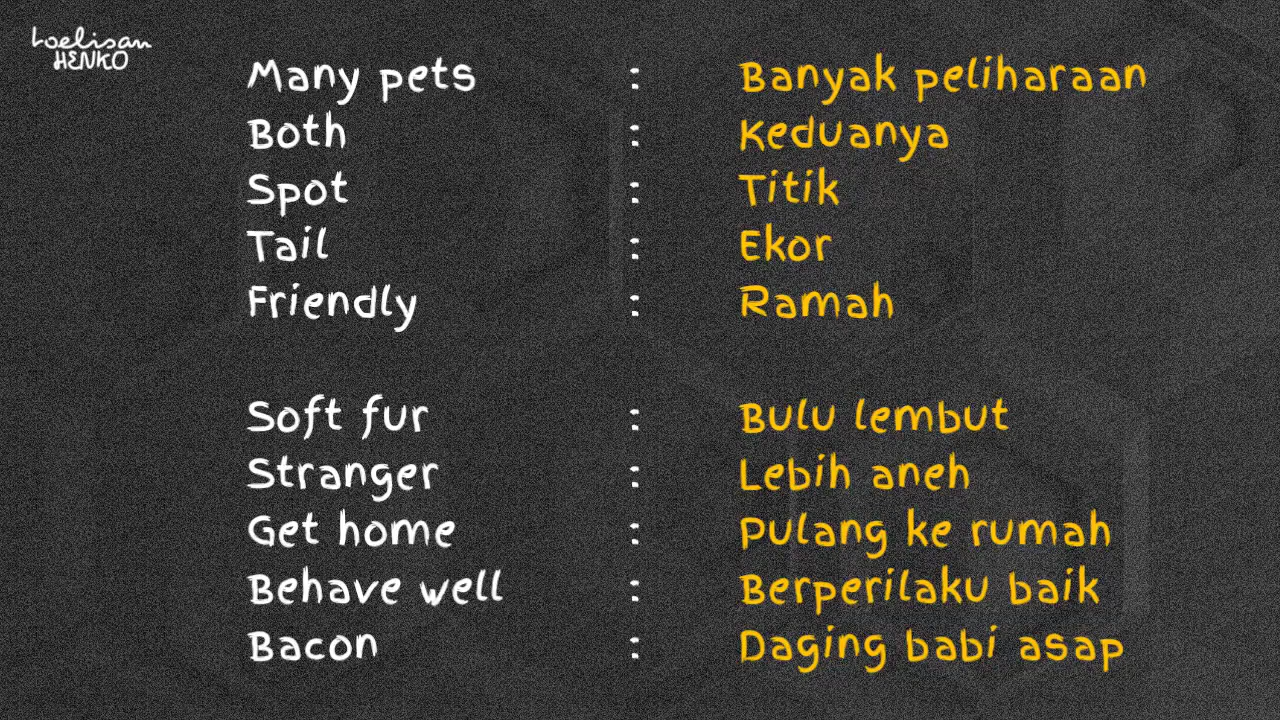 Loelisan
HENKO
Many pets : Banyak peliharaan
Both : Keduanya
Spot : Titik
Tail : Ekor
Friendly : Ramah
Soft fur : Bulu lembut
Stranger : Lebih aneh
Get home : Pulang ke rumah
Behave well : Berperilaku baik
Bacon : Daging babi asap